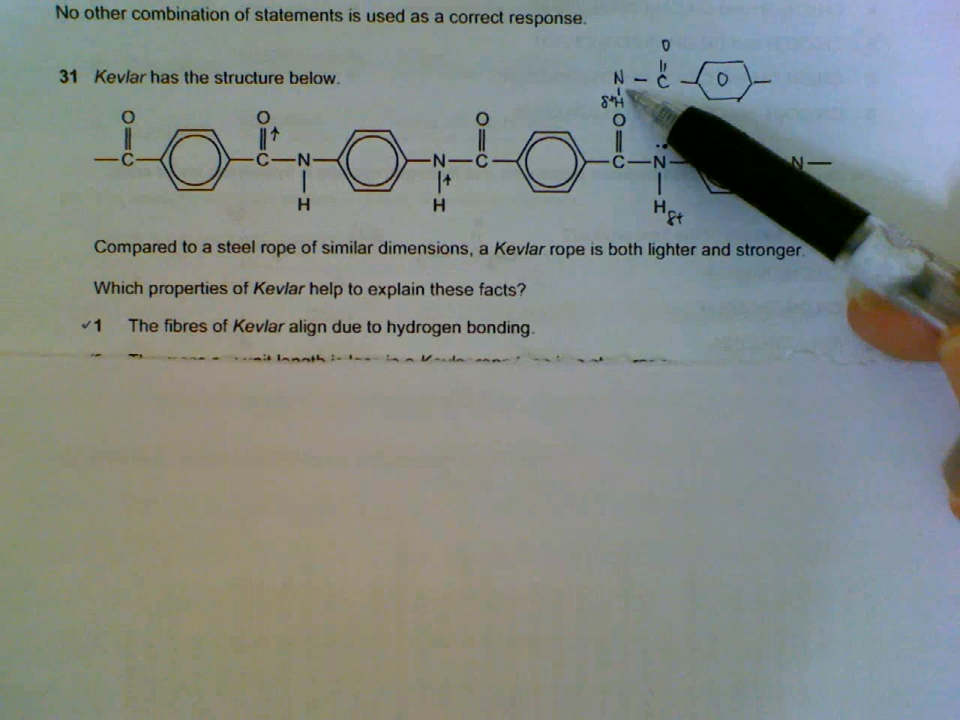 No other combination of statements is used as a correct response.
31 Kevlar has the structure below.
O
N – C
δ+H
O O O O
C C N N C C N N
H H H δ+
Compared to a steel rope of similar dimensions, a Kevlar rope is both lighter and stronger.
Which properties of Kevlar help to explain these facts?
✓1 The fibres of Kevlar align due to hydrogen bonding.